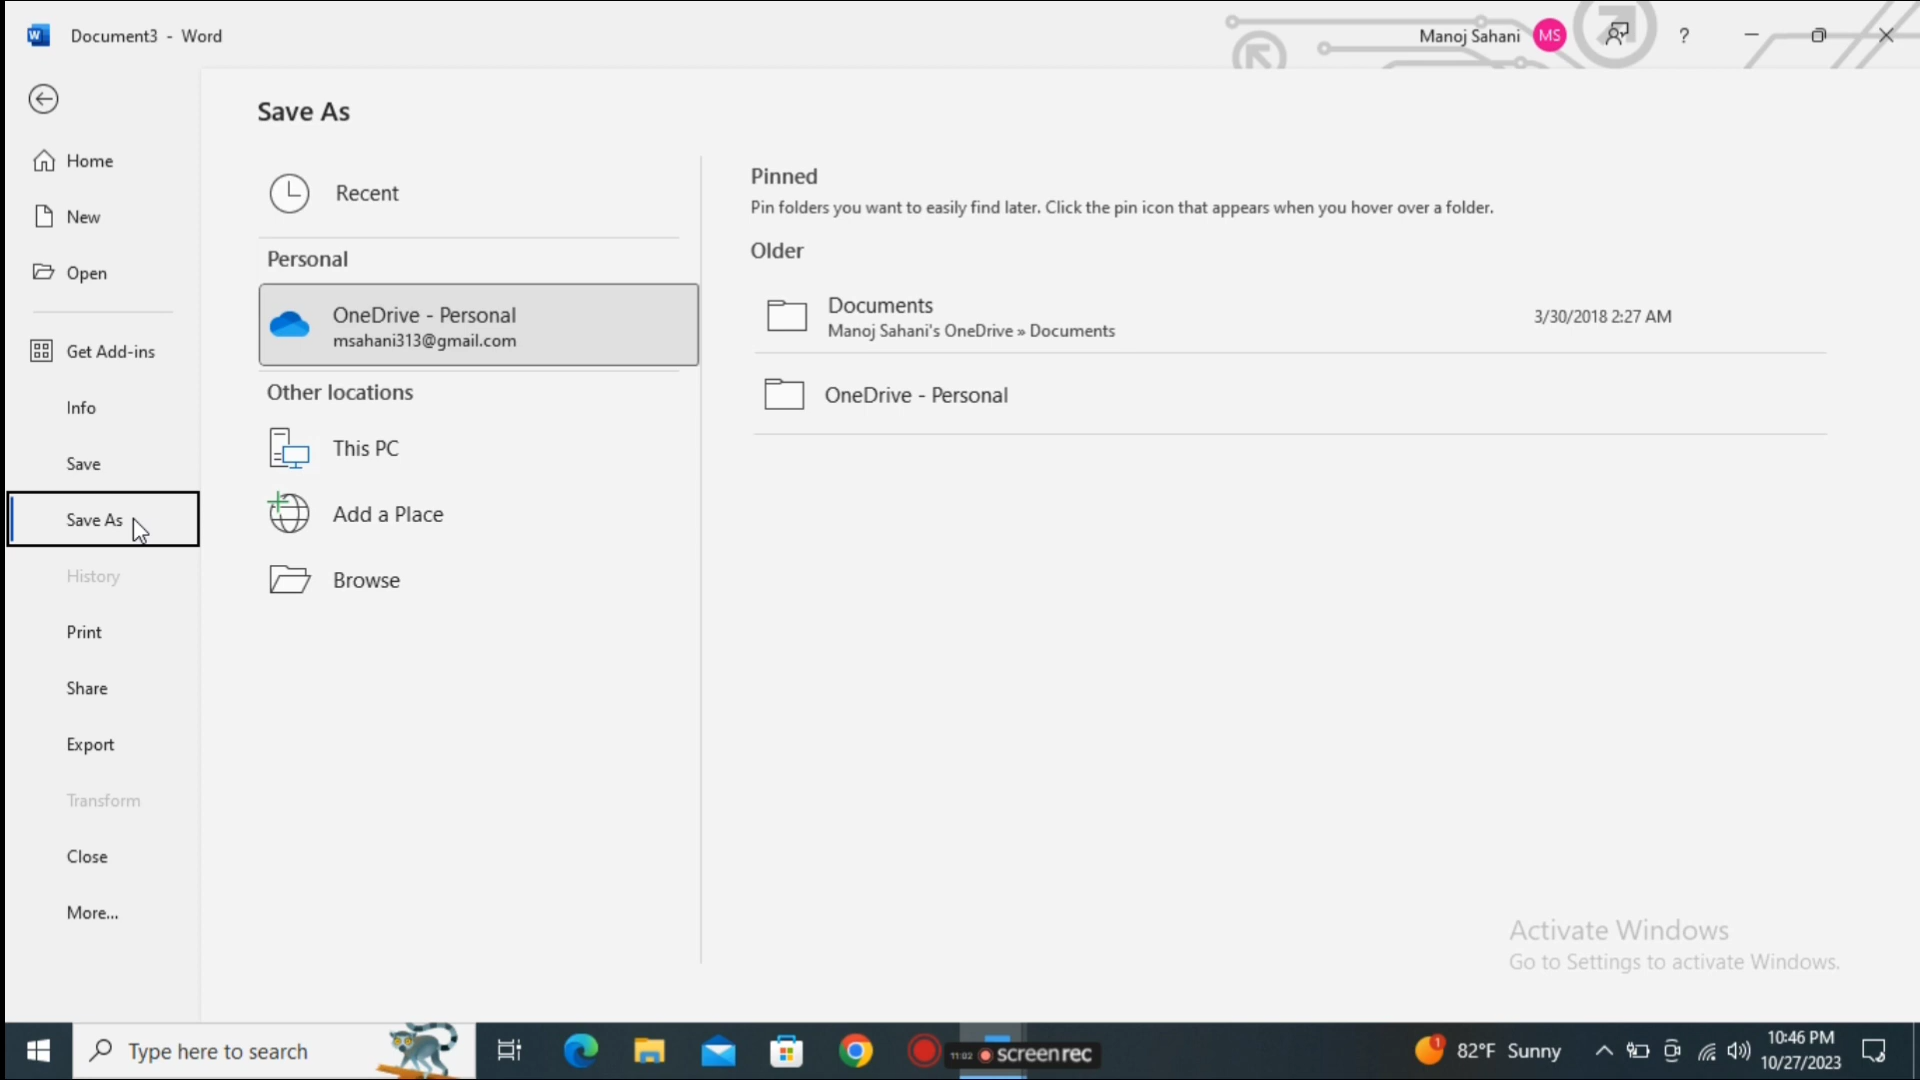 W Document3 - Word
Manoj Sahani MS ?
Home
New
Open
Get Add-ins
Info
Save
Save As
History
Print
Share
Export
Transform
Close
More...
Save As
Recent
Personal
OneDrive - Personal
msahani313@gmail.com
Other locations
This PC
Add a Place
Browse
Pinned
Pin folders you want to easily find later. Click the pin icon that appears when you hover over a folder.
Older
Documents
Manoj Sahani's OneDrive » Documents
3/30/2018 2:27 AM
OneDrive - Personal
Activate Windows
Go to Settings to activate Windows.
Type here to search
11:02 screenrec
1 82°F Sunny
10:46 PM
10/27/2023